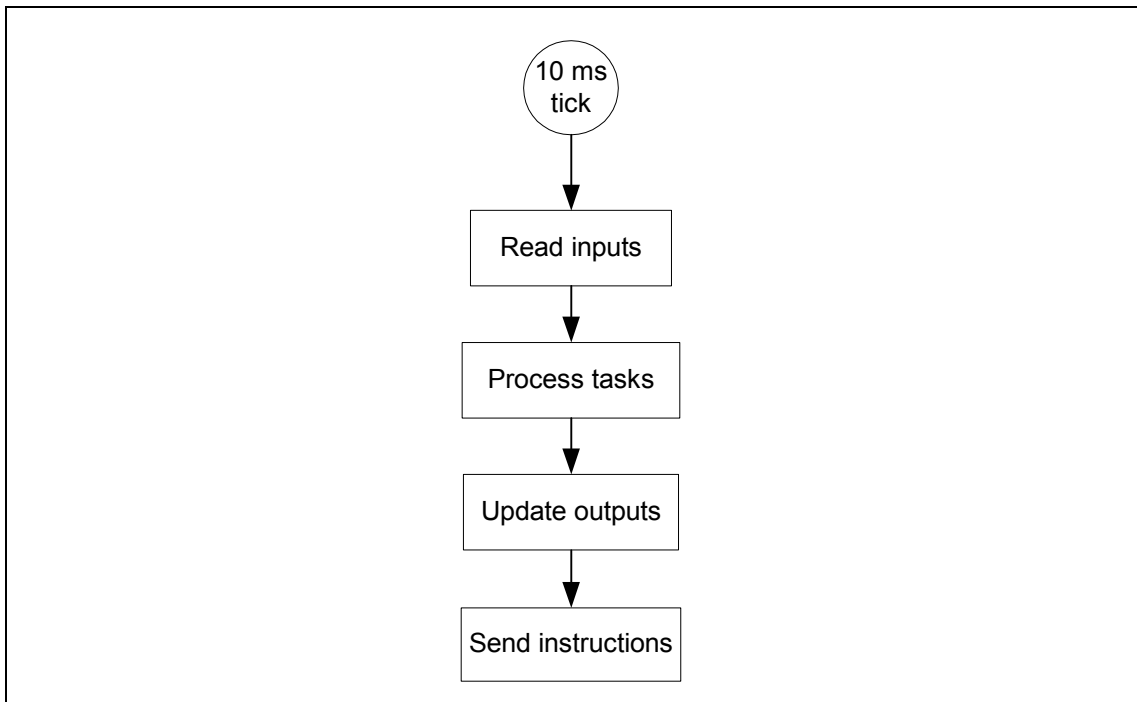 10 ms
tick
Read inputs
Process tasks
Update outputs
Send instructions